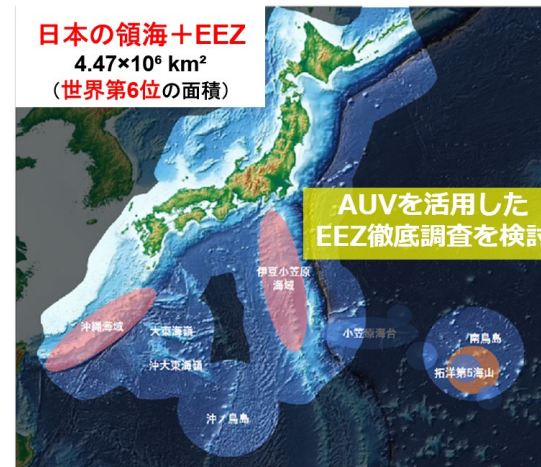 日本の領海＋EEZ
4.47×10⁶ km²
（世界第6位の面積）
AUVを活用した
EEZ徹底調査を検討
伊豆小笠原
海域
沖縄海域
大東海嶺
小笠原海台
南鳥島
沖大東海嶺
拓洋第5海山
沖ノ鳥島